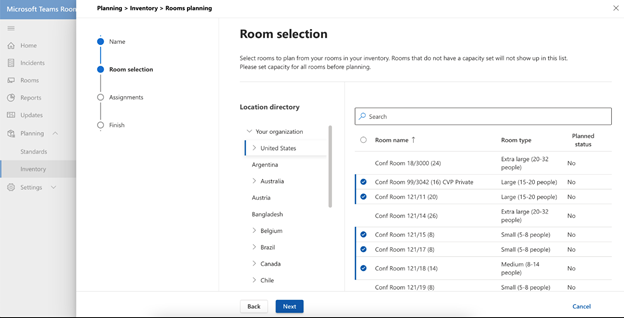 Microsoft Teams Room
Planning > Inventory > Rooms planning
Home
Incidents
Rooms
Reports
Updates
Planning
Standards
Inventory
Settings
Name
Room selection
Assignments
Finish
Room selection
Select rooms to plan from your rooms in your inventory. Rooms that do not have a capacity set will not show up in this list.
Please set capacity for all rooms before planning.
Location directory
Your organization
United States
Argentina
Australia
Austria
Bangladesh
Belgium
Brazil
Canada
Chile
Search
Room name ↑ Room type Planned
status
Conf Room 18/3000 (24) Extra large (20-32
people) No
Conf Room 99/3042 (16) CVP Private Large (15-20 people) No
Conf Room 121/11 (20) Large (15-20 people) No
Conf Room 121/14 (26) Extra large (20-32
people) No
Conf Room 121/15 (8) Small (5-8 people) No
Conf Room 121/17 (8) Small (5-8 people) No
Conf Room 121/18 (14) Medium (8-14
people) No
Conf Room 121/19 (8) Small (5-8 people) No
Back
Next
Cancel